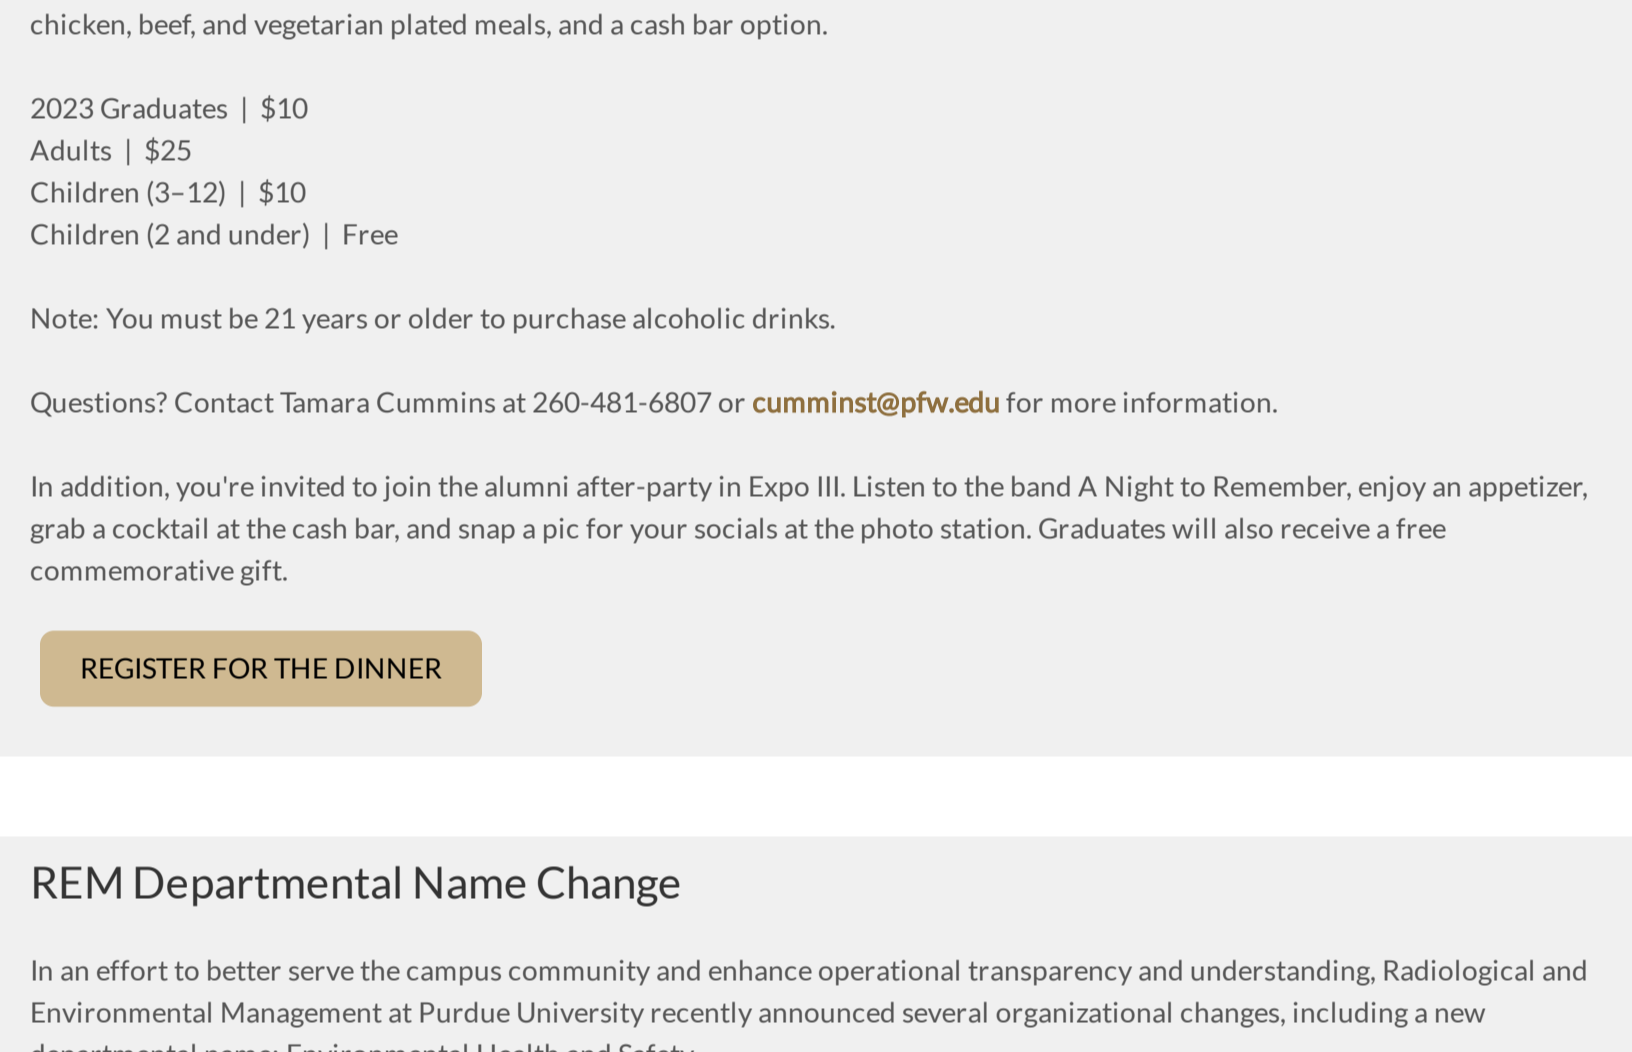 chicken, beef, and vegetarian plated meals, and a cash bar option.
2023 Graduates | $10
Adults | $25
Children (3–12) | $10
Children (2 and under) | Free
Note: You must be 21 years or older to purchase alcoholic drinks.
Questions? Contact Tamara Cummins at 260-481-6807 or cumminst@pfw.edu for more information.
In addition, you're invited to join the alumni after-party in Expo III. Listen to the band A Night to Remember, enjoy an appetizer,
grab a cocktail at the cash bar, and snap a pic for your socials at the photo station. Graduates will also receive a free
commemorative gift.
REGISTER FOR THE DINNER
REM Departmental Name Change
In an effort to better serve the campus community and enhance operational transparency and understanding, Radiological and
Environmental Management at Purdue University recently announced several organizational changes, including a new
departmental name: Environmental Health and Safety.